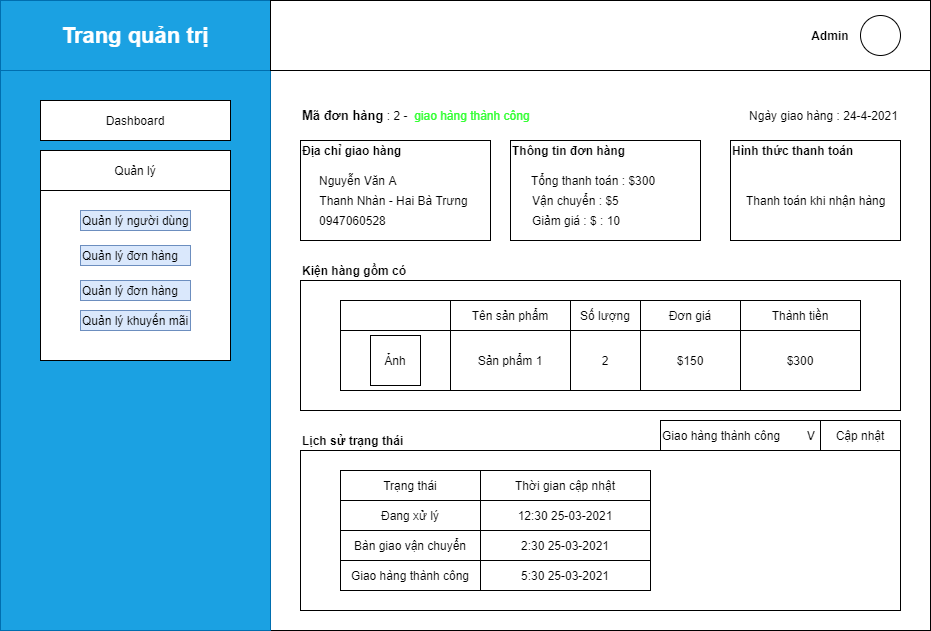 Trang quản trị
Admin
Dashboard
Quản lý
Quản lý người dùng
Quản lý đơn hàng
Quản lý đơn hàng
Quản lý khuyến mãi
Mã đơn hàng : 2 - giao hàng thành công
Ngày giao hàng : 24-4-2021
Địa chỉ giao hàng
Nguyễn Văn A
Thanh Nhàn - Hai Bà Trưng
0947060528
Thông tin đơn hàng
Tổng thanh toán : $300
Vận chuyển : $5
Giảm giá : $ : 10
Hình thức thanh toán
Thanh toán khi nhận hàng
Kiện hàng gồm có
Tên sản phẩm Số lượng Đơn giá Thành tiền
Ảnh Sản phẩm 1 2 $150 $300
Lịch sử trạng thái
Giao hàng thành công V Cập nhật
Trạng thái Thời gian cập nhật
Đang xử lý 12:30 25-03-2021
Bàn giao vận chuyển 2:30 25-03-2021
Giao hàng thành công 5:30 25-03-2021